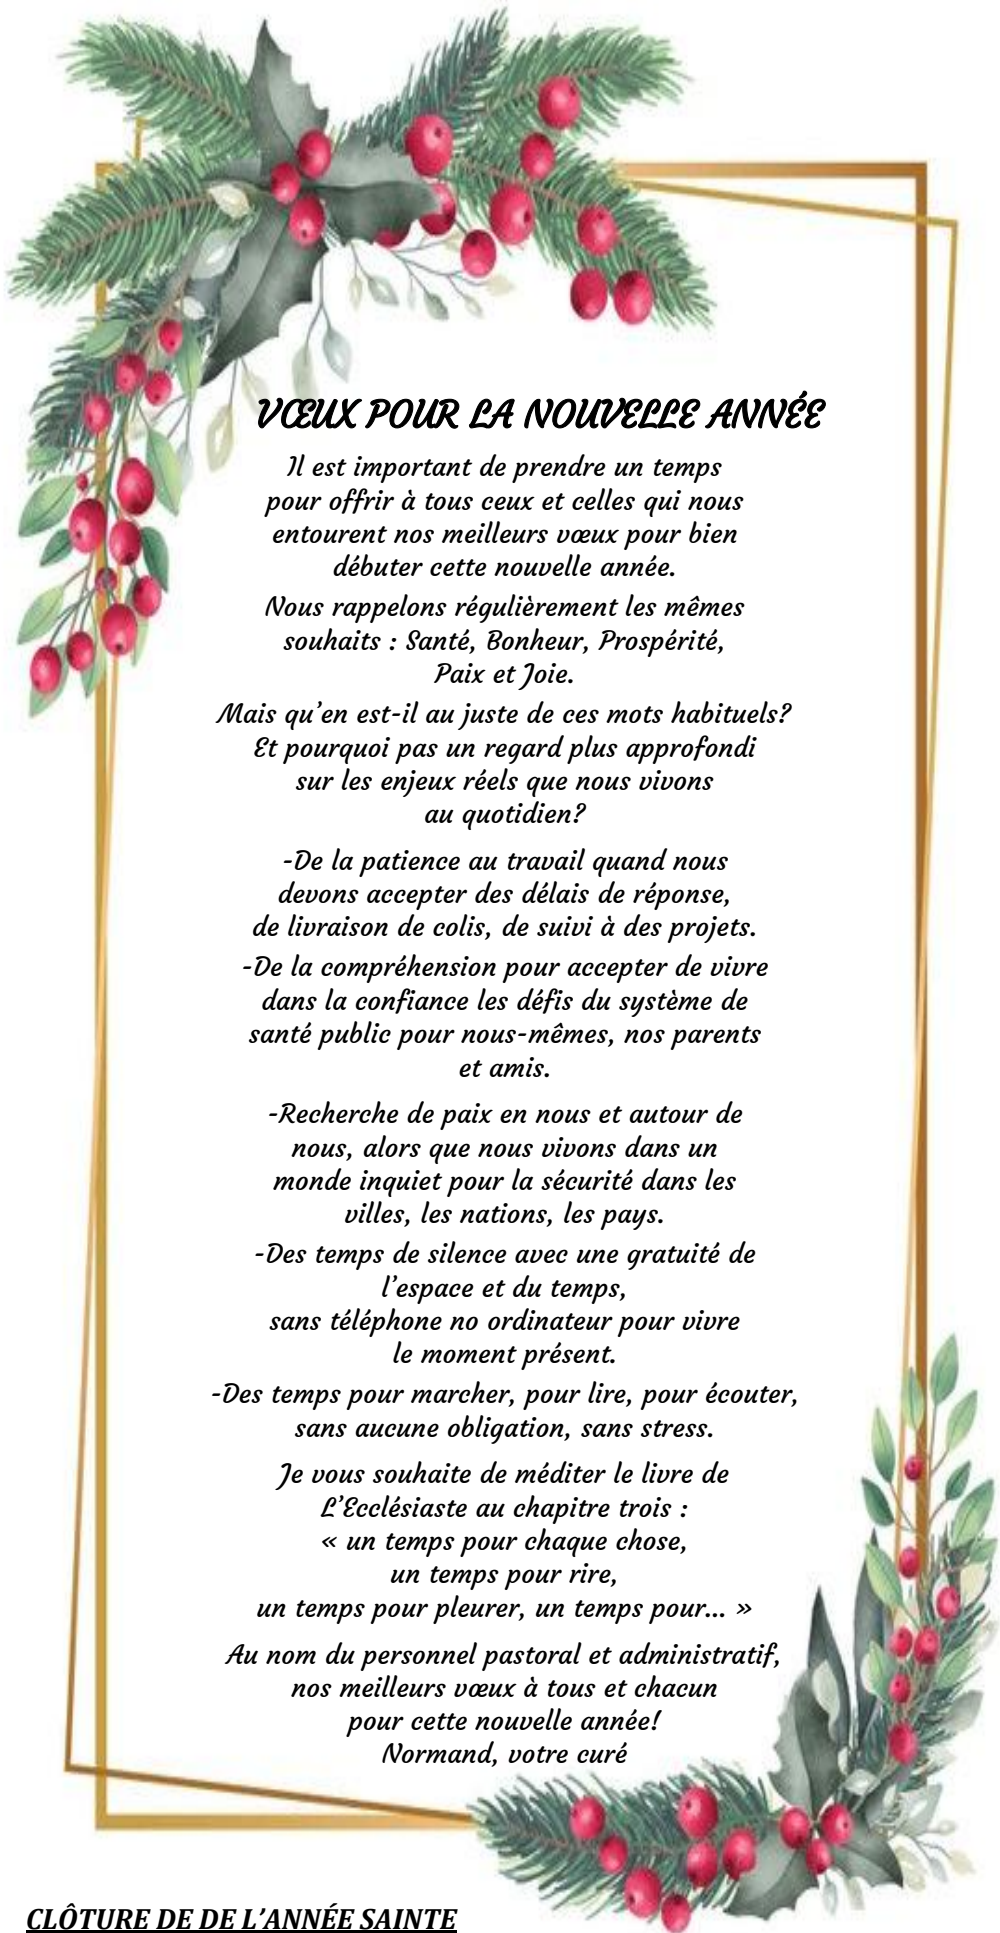 VŒUX POUR LA NOUVELLE ANNÉE
Il est important de prendre un temps
pour offrir à tous ceux et celles qui nous
entourent nos meilleurs vœux pour bien
débuter cette nouvelle année.
Nous rappelons régulièrement les mêmes
souhaits : Santé, Bonheur, Prospérité,
Paix et Joie.
Mais qu’en est-il au juste de ces mots habituels?
Et pourquoi pas un regard plus approfondi
sur les enjeux réels que nous vivons
au quotidien?
-De la patience au travail quand nous
devons accepter des délais de réponse,
de livraison de colis, de suivi à des projets.
-De la compréhension pour accepter de vivre
dans la confiance les défis du système de
santé public pour nous-mêmes, nos parents
et amis.
-Recherche de paix en nous et autour de
nous, alors que nous vivons dans un
monde inquiet pour la sécurité dans les
villes, les nations, les pays.
-Des temps de silence avec une gratuité de
l’espace et du temps,
sans téléphone no ordinateur pour vivre
le moment présent.
-Des temps pour marcher, pour lire, pour écouter,
sans aucune obligation, sans stress.
Je vous souhaite de méditer le livre de
L’Ecclésiaste au chapitre trois :
« un temps pour chaque chose,
un temps pour rire,
un temps pour pleurer, un temps pour... »
Au nom du personnel pastoral et administratif,
nos meilleurs vœux à tous et chacun
pour cette nouvelle année!
Normand, votre curé
CLÔTURE DE DE L’ANNÉE SAINTE